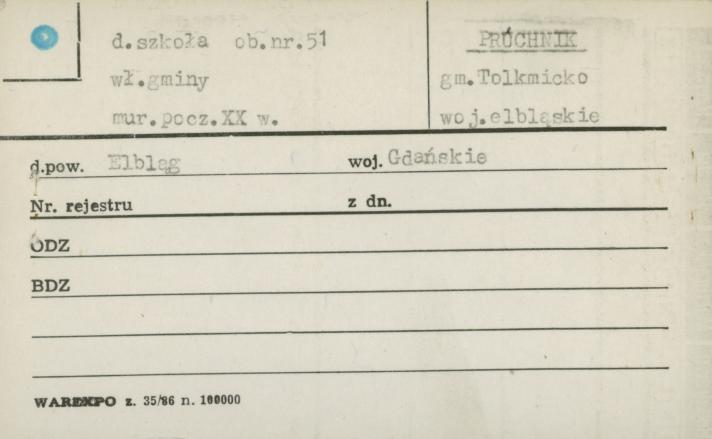 d.szkoła ob.nr.51
wł.gminy
mur.pocz.XX w.
PRÓCHNIK
gm.Tolkmicko
woj.elbląskie
d.pow. Elbląg woj. Gdańskie
Nr. rejestru z dn.
ODZ
BDZ
WAREXPO z. 35/86 n. 100000